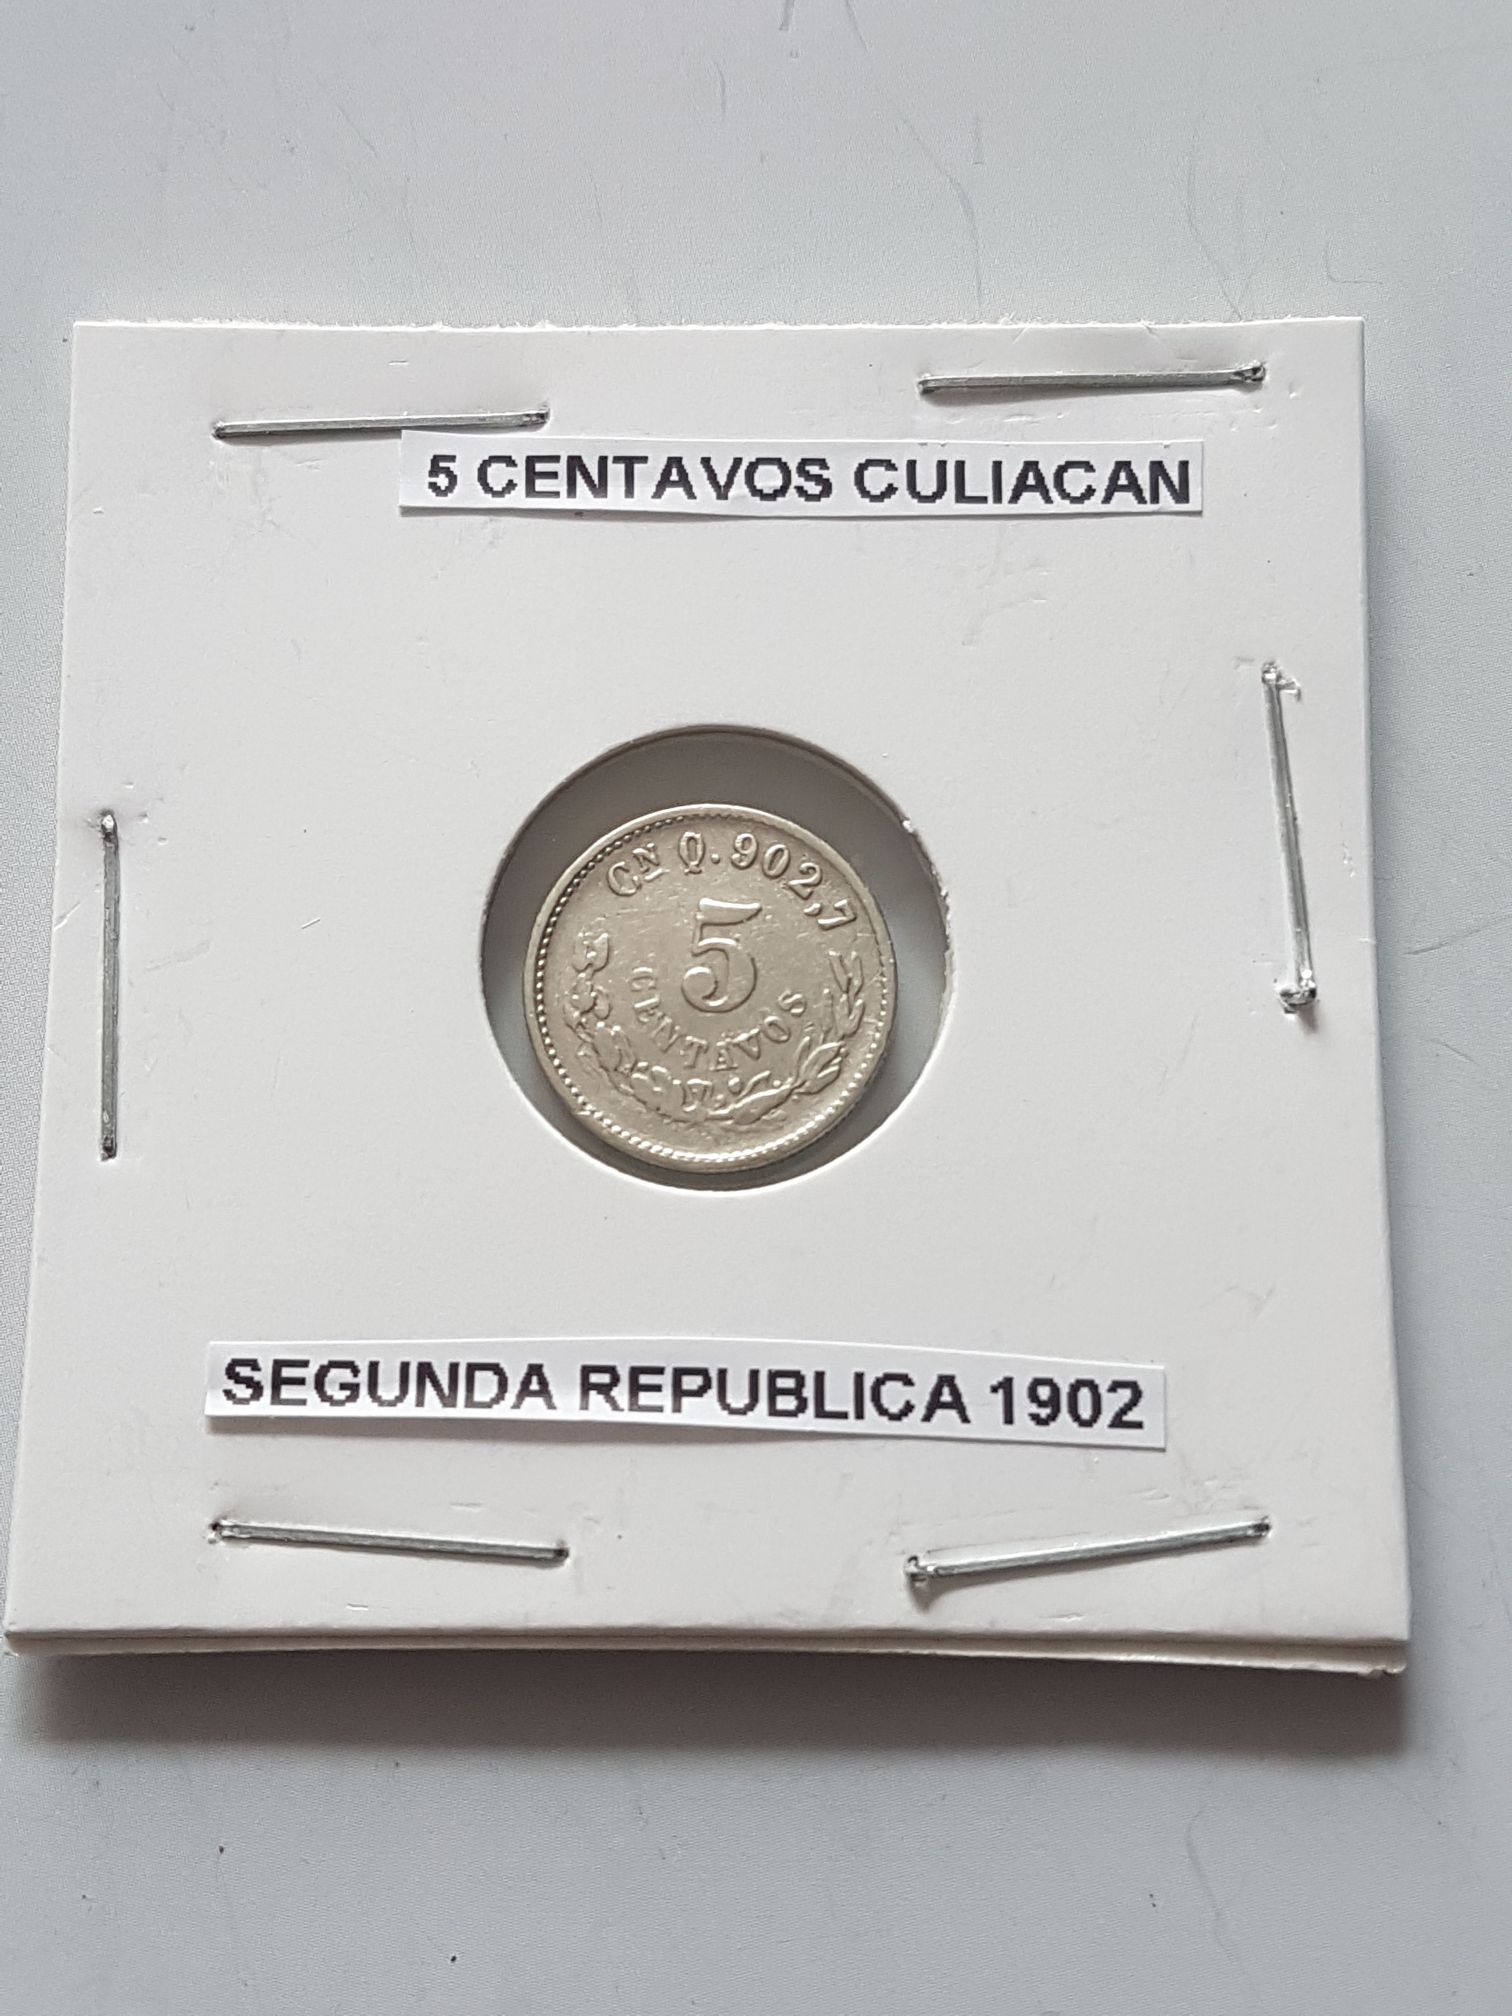 5 CENTAVOS CULIACAN
CN Q. 902,7
5
CENTAVOS
SEGUNDA REPUBLICA 1902